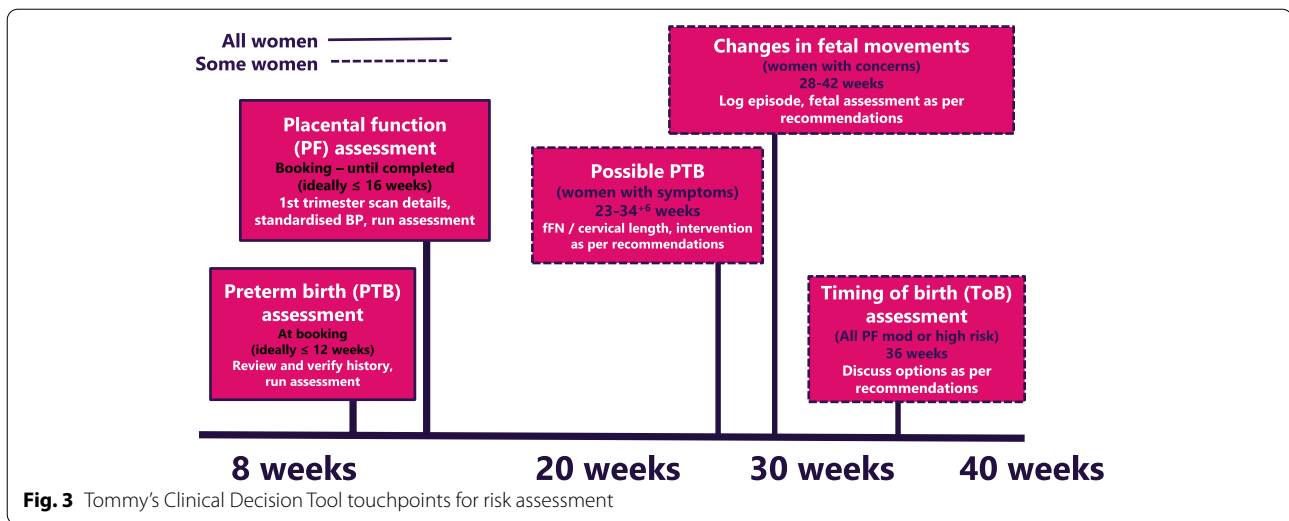 All women
Some women
Changes in fetal movements
(women with concerns)
28-42 weeks
Log episode, fetal assessment as per
recommendations
Placental function
(PF) assessment
Booking – until completed
(ideally ≤ 16 weeks)
1st trimester scan details,
standardised BP, run assessment
Possible PTB
(women with symptoms)
23-34⁺⁶ weeks
fFN / cervical length, intervention
as per recommendations
Preterm birth (PTB)
assessment
At booking
(ideally ≤ 12 weeks)
Review and verify history,
run assessment
Timing of birth (ToB)
assessment
(All PF mod or high risk)
36 weeks
Discuss options as per
recommendations
8 weeks
20 weeks
30 weeks
40 weeks
Fig. 3 Tommy’s Clinical Decision Tool touchpoints for risk assessment